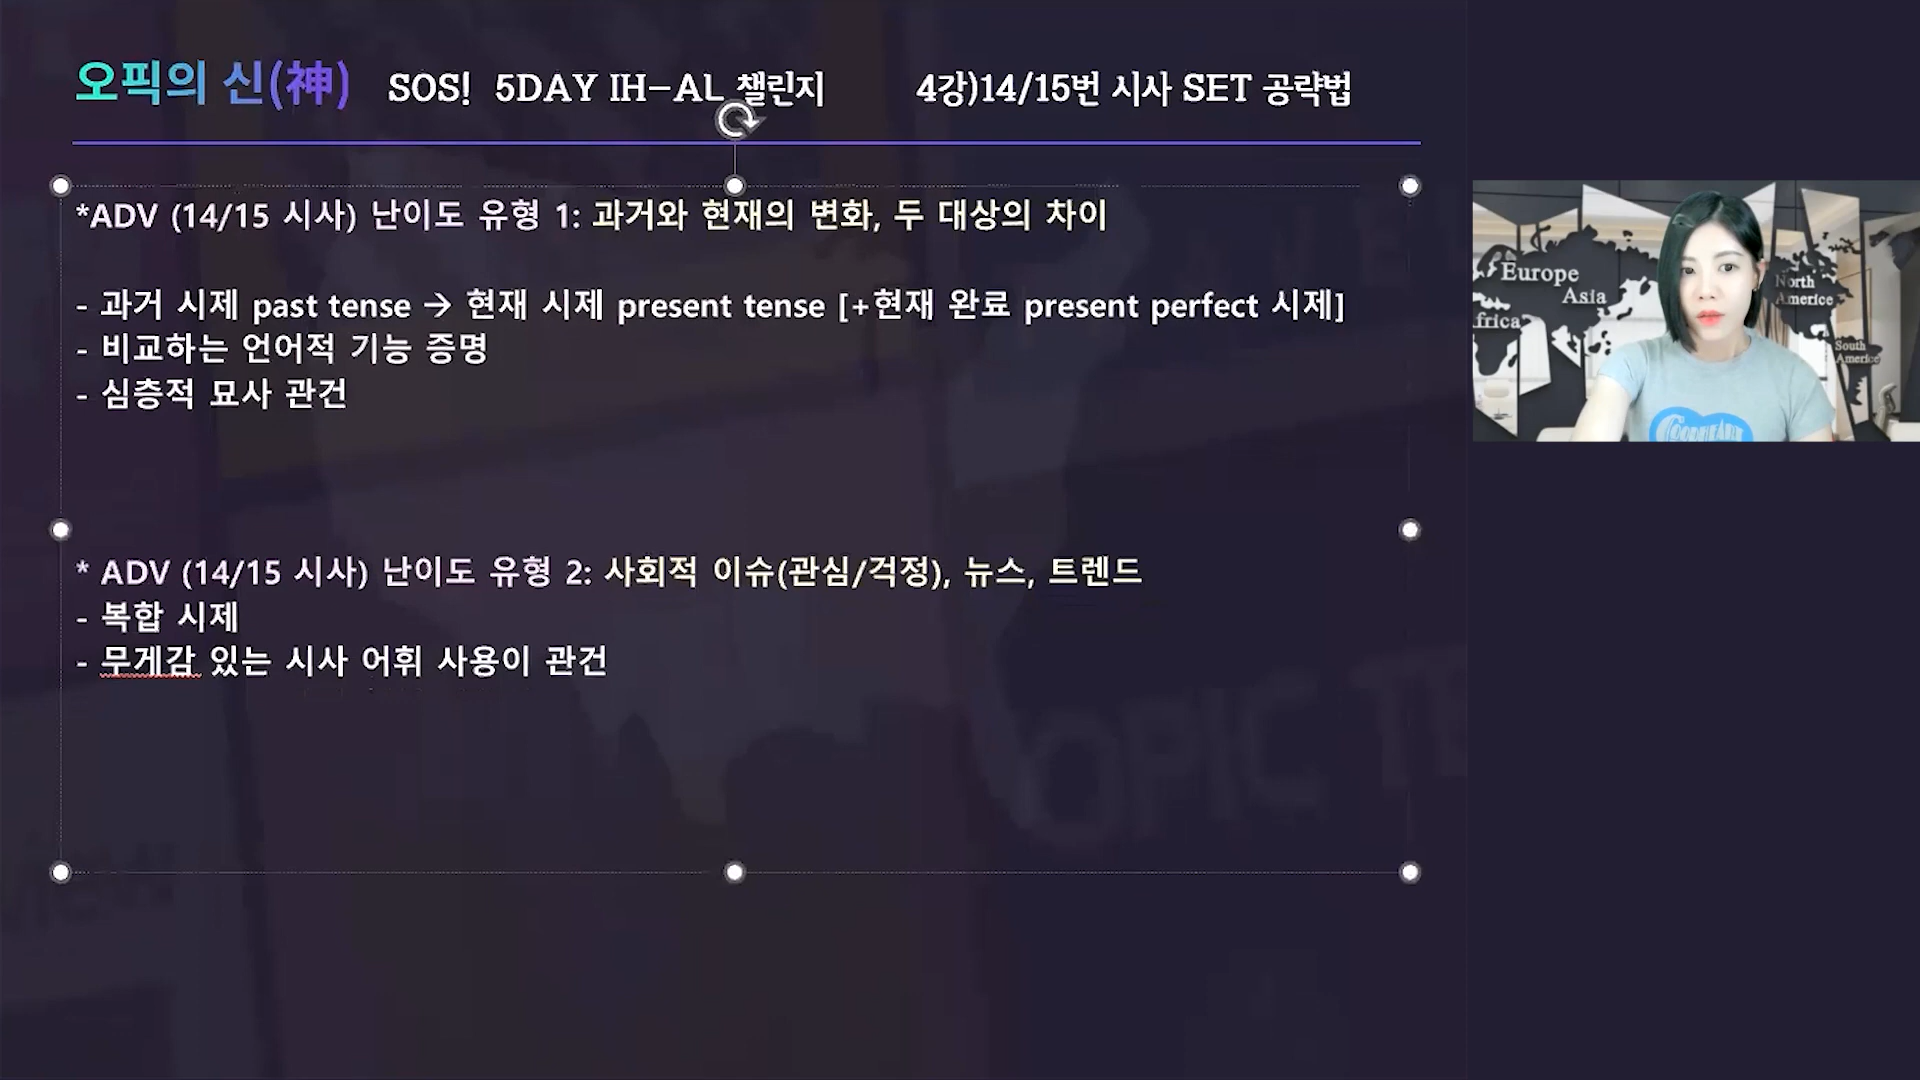 오픽의 신(神) SOS! 5DAY IH-AL 챌린지 4강)14/15번 시사 SET 공략법
*ADV (14/15 시사) 난이도 유형 1: 과거와 현재의 변화, 두 대상의 차이
- 과거 시제 past tense → 현재 시제 present tense [+현재 완료 present perfect 시제]
- 비교하는 언어적 기능 증명
- 심층적 묘사 관건
* ADV (14/15 시사) 난이도 유형 2: 사회적 이슈(관심/걱정), 뉴스, 트렌드
- 복합 시제
- 무게감 있는 시사 어휘 사용이 관건
Europe
Asia
frica
North
Americe
South
Americe
OPIC TE